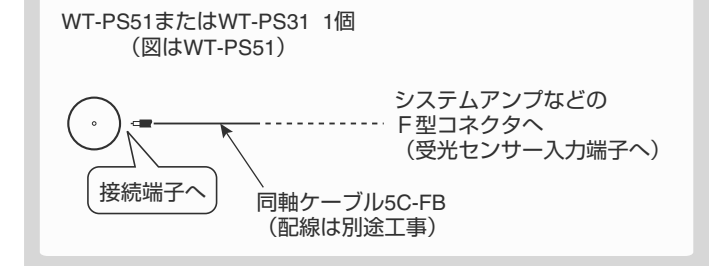 WT-PS51またはWT-PS31 1個
（図はWT-PS51）
システムアンプなどの
F型コネクタへ
（受光センサー入力端子へ）
接続端子へ
同軸ケーブル5C-FB
（配線は別途工事）